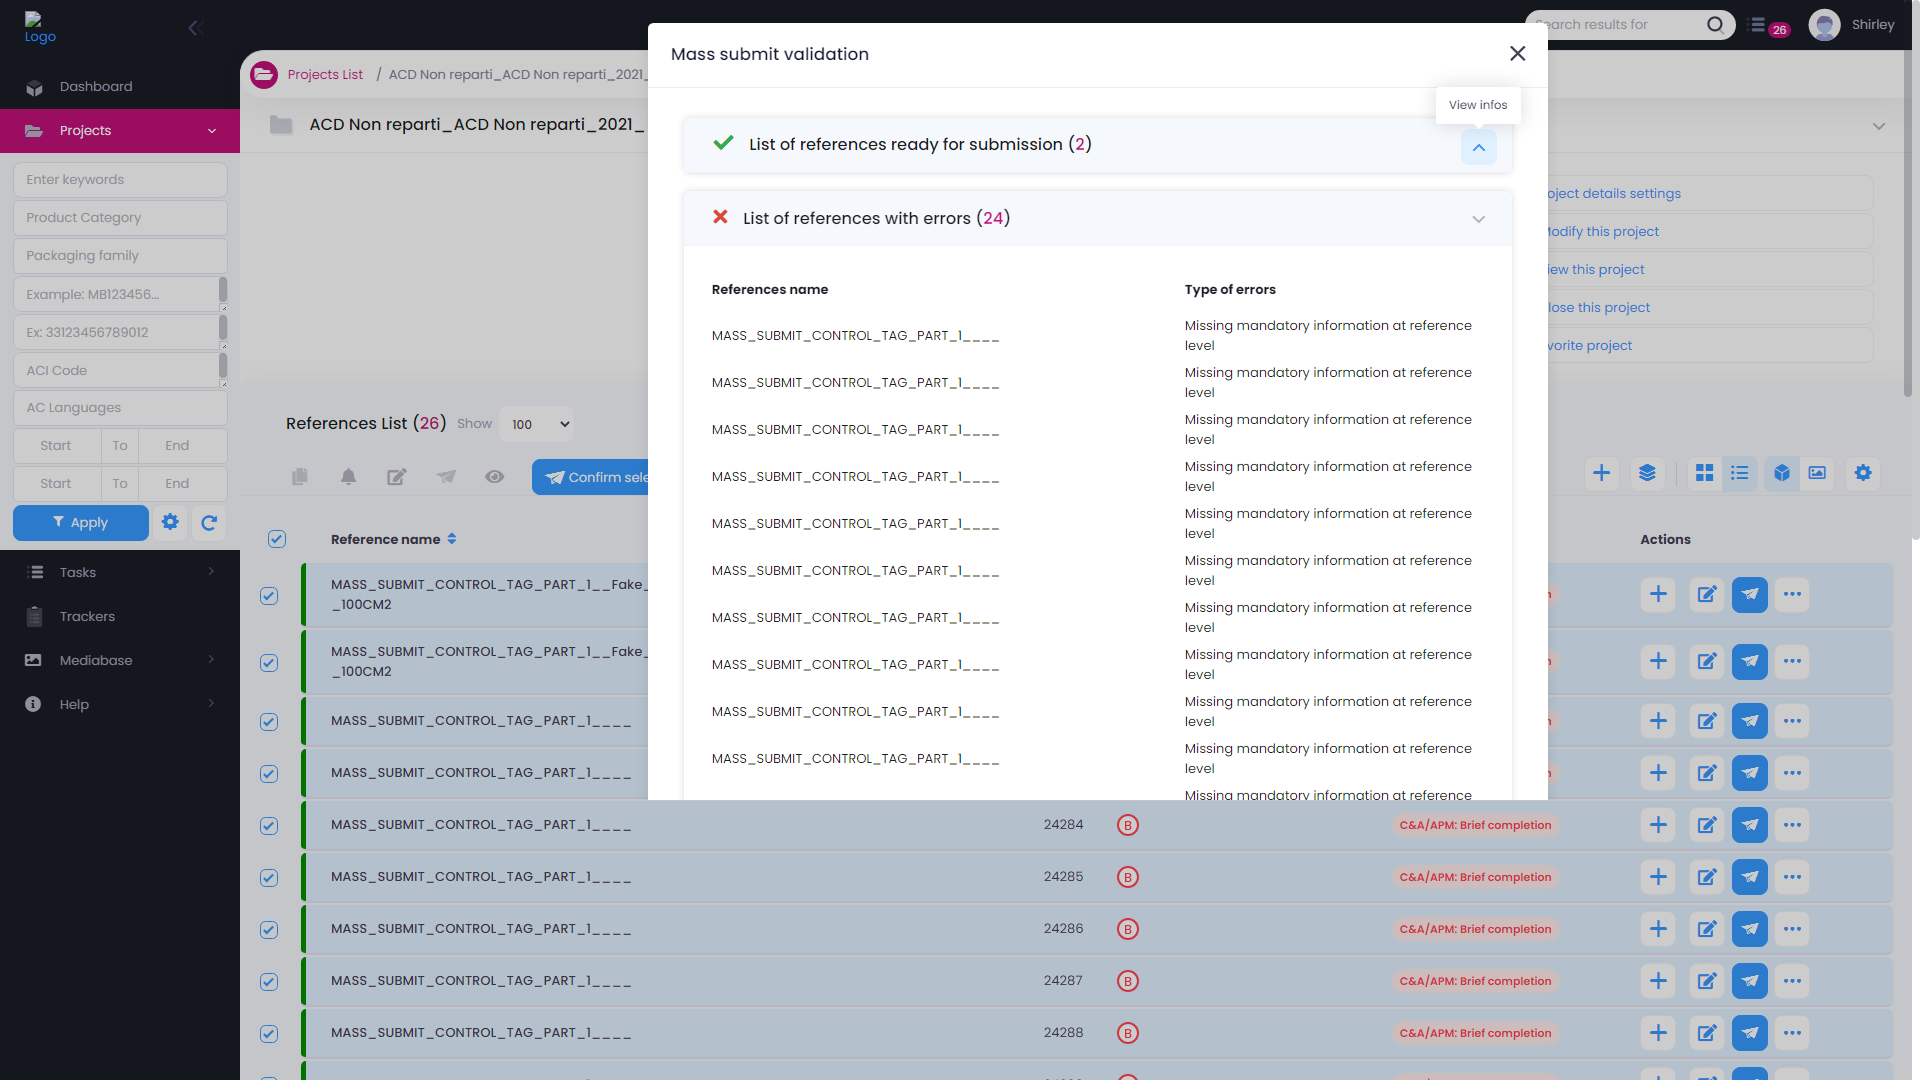 Logo
Dashboard
Projects
Enter keywords
Product Category
Packaging family
Example: MB123456...
Ex: 33123456789012
ACI Code
AC Languages
Start To End
Start To End
Apply
Tasks
Trackers
Mediabase
Help
Search results for
26
Shirley
Projects List / ACD Non reparti_ACD Non reparti_2021_
ACD Non reparti_ACD Non reparti_2021_
oject details settings
odify this project
iew this project
lose this project
vorite project
References List (26) Show 100
Confirm sele
Reference name
Actions
MASS_SUBMIT_CONTROL_TAG_PART_1__Fake_
_100CM2
MASS_SUBMIT_CONTROL_TAG_PART_1__Fake_
_100CM2
MASS_SUBMIT_CONTROL_TAG_PART_1____
MASS_SUBMIT_CONTROL_TAG_PART_1____
MASS_SUBMIT_CONTROL_TAG_PART_1____ 24284 B C&A/APM: Brief completion
MASS_SUBMIT_CONTROL_TAG_PART_1____ 24285 B C&A/APM: Brief completion
MASS_SUBMIT_CONTROL_TAG_PART_1____ 24286 B C&A/APM: Brief completion
MASS_SUBMIT_CONTROL_TAG_PART_1____ 24287 B C&A/APM: Brief completion
MASS_SUBMIT_CONTROL_TAG_PART_1____ 24288 B C&A/APM: Brief completion
Mass submit validation
View infos
List of references ready for submission (2)
List of references with errors (24)
References name Type of errors
MASS_SUBMIT_CONTROL_TAG_PART_1____ Missing mandatory information at reference
level
MASS_SUBMIT_CONTROL_TAG_PART_1____ Missing mandatory information at reference
level
MASS_SUBMIT_CONTROL_TAG_PART_1____ Missing mandatory information at reference
level
MASS_SUBMIT_CONTROL_TAG_PART_1____ Missing mandatory information at reference
level
MASS_SUBMIT_CONTROL_TAG_PART_1____ Missing mandatory information at reference
level
MASS_SUBMIT_CONTROL_TAG_PART_1____ Missing mandatory information at reference
level
MASS_SUBMIT_CONTROL_TAG_PART_1____ Missing mandatory information at reference
level
MASS_SUBMIT_CONTROL_TAG_PART_1____ Missing mandatory information at reference
level
MASS_SUBMIT_CONTROL_TAG_PART_1____ Missing mandatory information at reference
level
MASS_SUBMIT_CONTROL_TAG_PART_1____ Missing mandatory information at reference
level
Missing mandatory information at reference